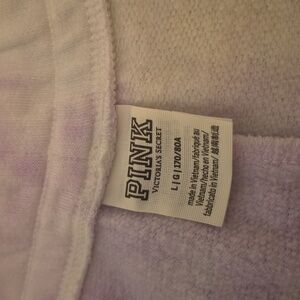 PINK
VICTORIA'S SECRET
L | G | 170/80A
made in Vietnam/fabriqué au
Vietnam/hecho en Vietnam/
fabbricato in Vietnam/ 越南制造